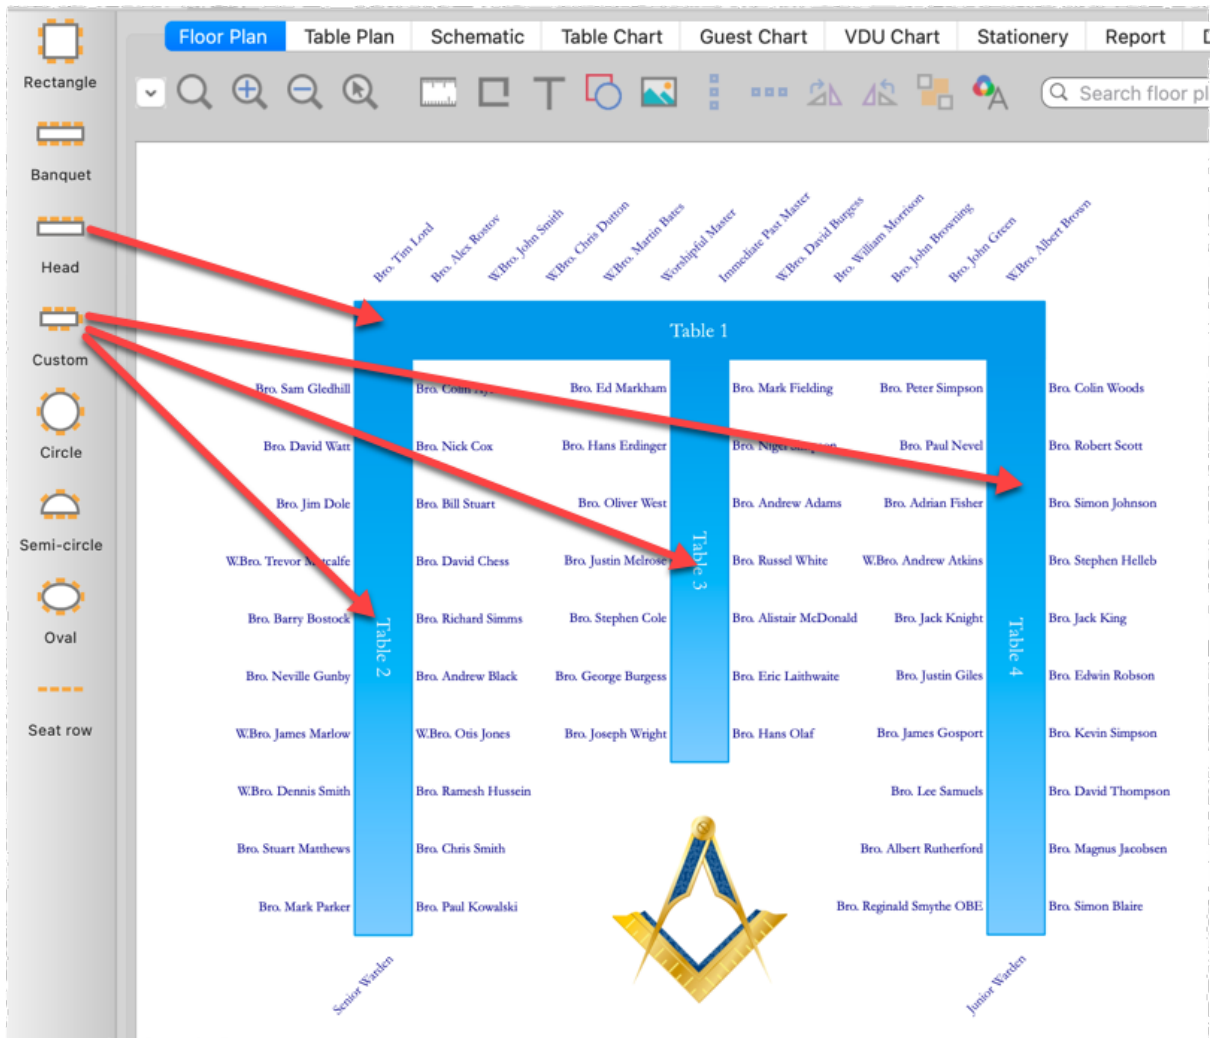 Floor Plan Table Plan Schematic Table Chart Guest Chart VDU Chart Stationery Report
Search floor pl
Rectangle
Banquet
Head
Custom
Circle
Semi-circle
Oval
Seat row
Bro. Tim Lord
Bro. Alex Rostov
W.Bro. John Smith
W.Bro. Chris Dutton
W.Bro. Martin Bates
Worshipful Master
Immediate Past Master
W.Bro. David Burgess
Bro. William Morrison
Bro. John Browning
Bro. John Green
W.Bro. Albert Brown
Table 1
Bro. Sam Gledhill Bro. Colin Bro. Ed Markham Bro. Mark Fielding Bro. Peter Simpson Bro. Colin Woods
Bro. David Watt Bro. Nick Cox Bro. Hans Erdinger Bro. Nigel Simpson Bro. Paul Nevel Bro. Robert Scott
Bro. Jim Dole Bro. Bill Stuart Bro. Oliver West Bro. Andrew Adams Bro. Adrian Fisher Bro. Simon Johnson
W.Bro. Trevor Metcalfe Bro. David Chess Bro. Justin Melrose Bro. Russel White W.Bro. Andrew Atkins Bro. Stephen Helleb
Table 3
Bro. Barry Bostock Bro. Richard Simms Bro. Stephen Cole Bro. Alistair McDonald Bro. Jack Knight Bro. Jack King
Table 2
Table 4
Bro. Neville Gunby Bro. Andrew Black Bro. George Burgess Bro. Eric Laithwaite Bro. Justin Giles Bro. Edwin Robson
W.Bro. James Marlow W.Bro. Otis Jones Bro. Joseph Wright Bro. Hans Olaf Bro. James Gosport Bro. Kevin Simpson
W.Bro. Dennis Smith Bro. Ramesh Hussein Bro. Lee Samuels Bro. David Thompson
Bro. Stuart Matthews Bro. Chris Smith Bro. Albert Rutherford Bro. Magnus Jacobsen
Bro. Mark Parker Bro. Paul Kowalski Bro. Reginald Smythe OBE Bro. Simon Blaire
Senior Warden
Junior Warden